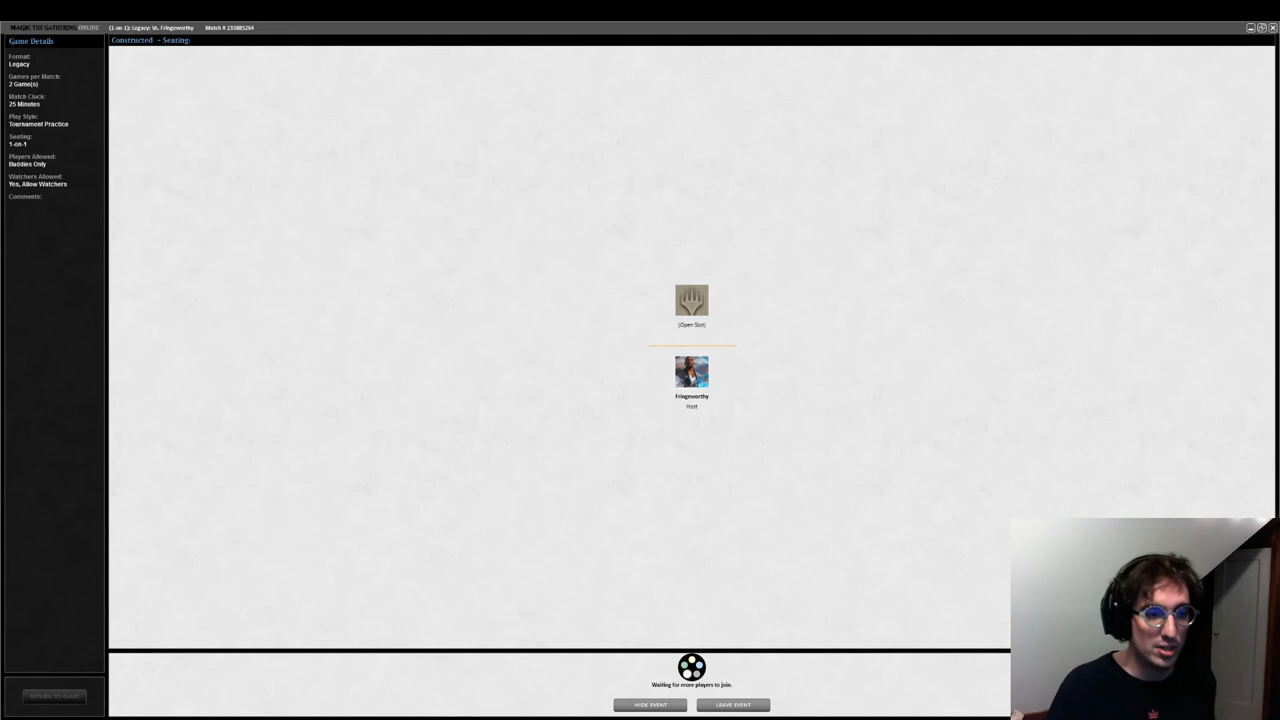 MAGIC THE GATHERING ONLINE (1-on-1): Legacy: Vs. Fringeworthy Match # 233885264
Game Details
Format:
Legacy
Games per Match:
2 Game(s)
Match Clock:
25 Minutes
Play Style:
Tournament Practice
Seating:
1-on-1
Players Allowed:
Buddies Only
Watchers Allowed:
Yes, Allow Watchers
Comments:
RETURN TO GAME
Constructed - Seating:
(Open Slot)
Fringeworthy
Host
Waiting for more players to join.
HIDE EVENT LEAVE EVENT